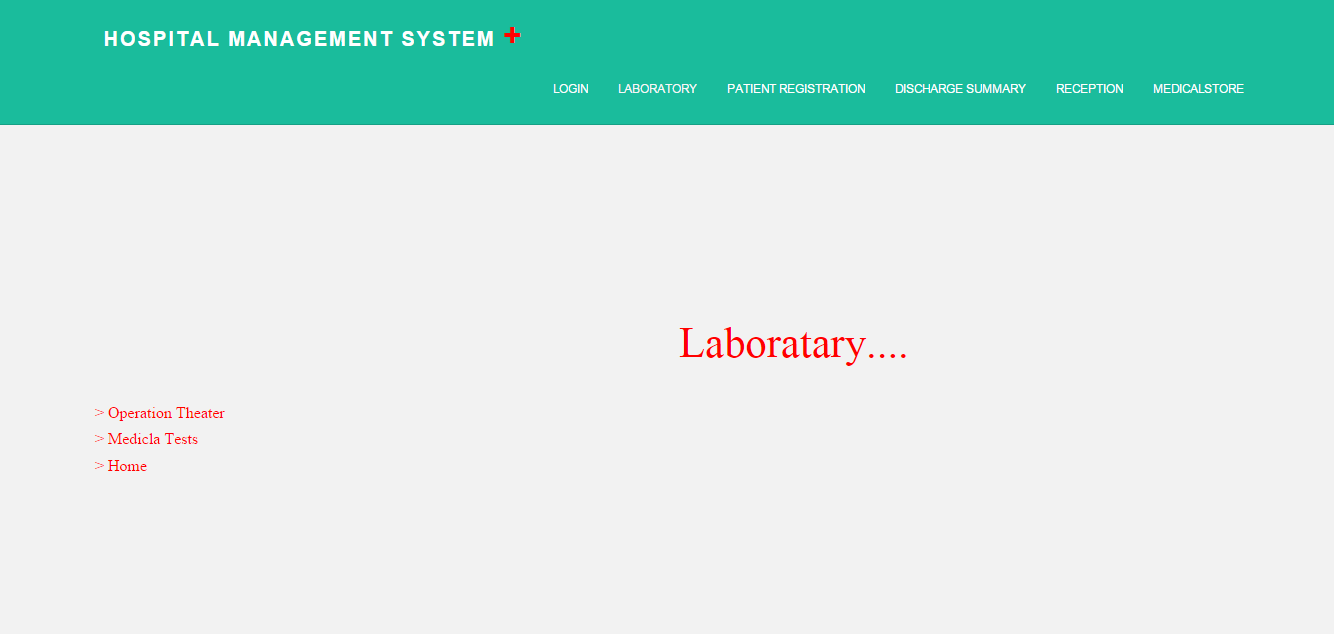 HOSPITAL MANAGEMENT SYSTEM
LOGIN LABORATORY PATIENT REGISTRATION DISCHARGE SUMMARY RECEPTION MEDICALSTORE
Laboratary....
> Operation Theater
> Medicla Tests
> Home